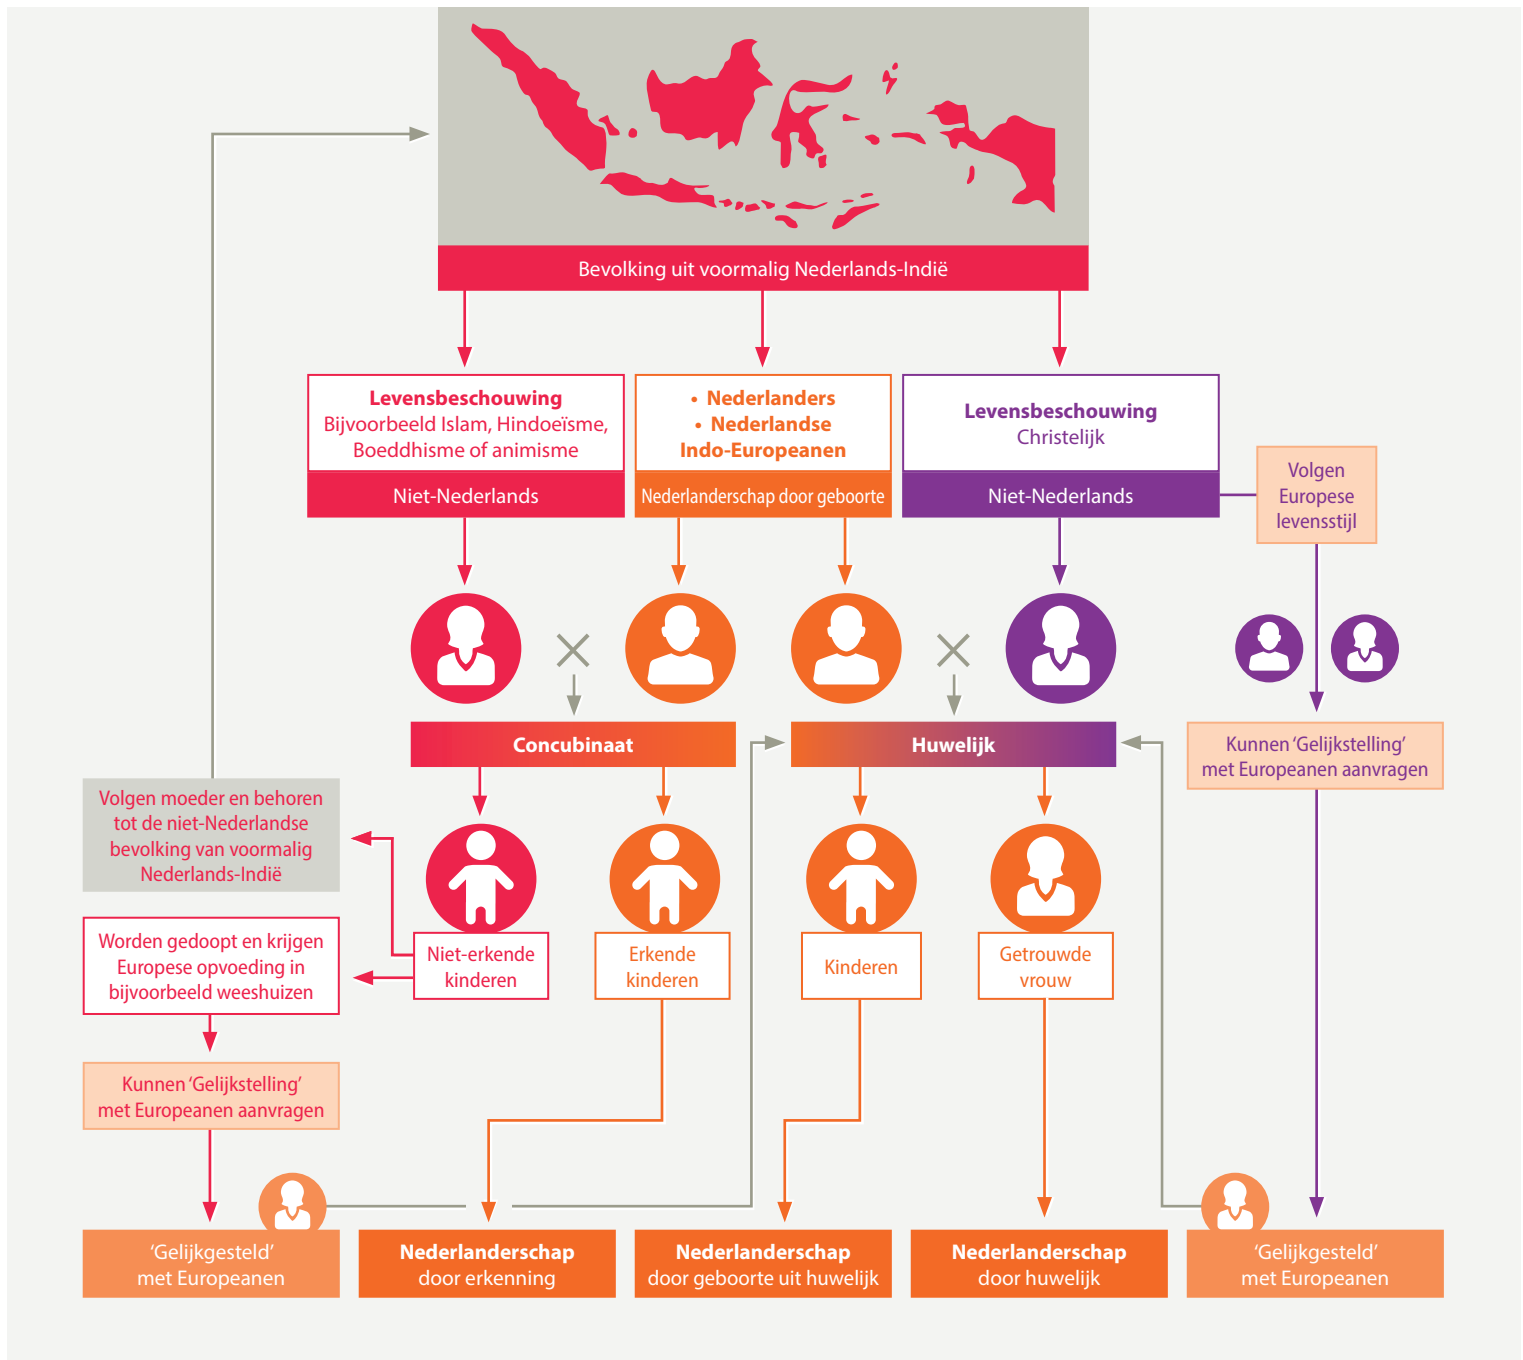 Bevolking uit voormalig Nederlands-Indië
Levensbeschouwing
Bijvoorbeeld Islam, Hindoeïsme,
Boeddhisme of animisme
Niet-Nederlands
• Nederlanders
• Nederlandse
Indo-Europeanen
Nederlanderschap door geboorte
Levensbeschouwing
Christelijk
Niet-Nederlands
Volgen
Europese
levensstijl
Concubinaat
Huwelijk
Kunnen ‘Gelijkstelling’
met Europeanen aanvragen
Volgen moeder en behoren
tot de niet-Nederlandse
bevolking van voormalig
Nederlands-Indië
Worden gedoopt en krijgen
Europese opvoeding in
bijvoorbeeld weeshuizen
Niet-erkende
kinderen
Erkende
kinderen
Kinderen
Getrouwde
vrouw
Kunnen ‘Gelijkstelling’
met Europeanen aanvragen
‘Gelijkgesteld’
met Europeanen
Nederlanderschap
door erkenning
Nederlanderschap
door geboorte uit huwelijk
Nederlanderschap
door huwelijk
‘Gelijkgesteld’
met Europeanen